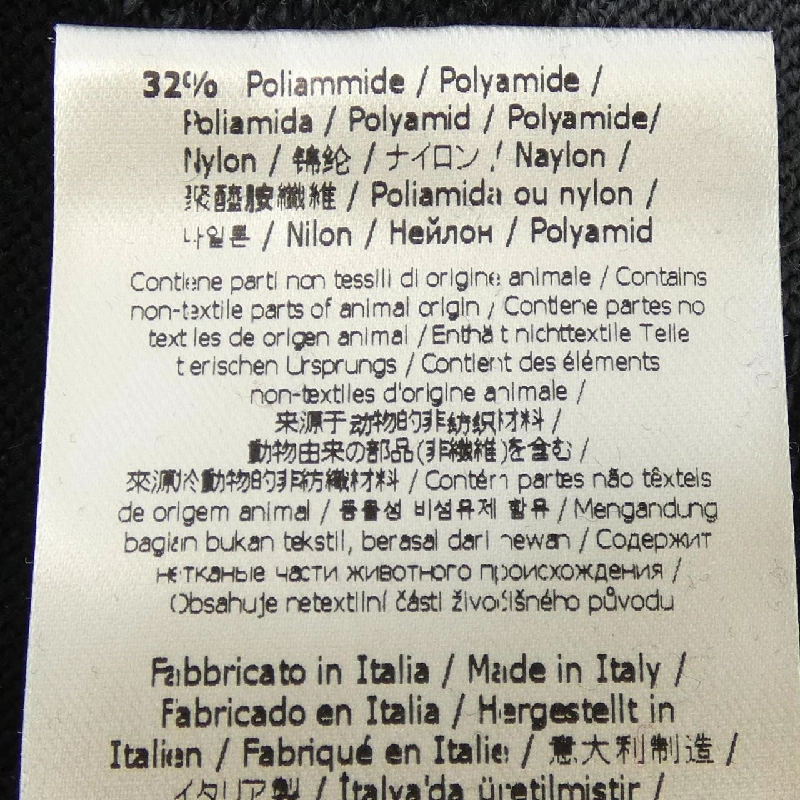 32% Poliammide / Polyamide /
Poliamida / Polyamid / Polyamide/
Nylon / 锦纶 / ナイロン / Naylon /
聚醯胺纖維 / Poliamida ou nylon /
나일론 / Nilon / Нейлон / Polyamid
Contiene parti non tessili di origine animale / Contains
non-textile parts of animal origin / Contiene partes no
textiles de origen animal / Enthält nichttextile Teile
tierischen Ursprungs / Contient des éléments
non-textiles d'origine animale /
来源于动物的非纺织材料 /
動物由来の部品(非繊維)を含む /
來源於動物的非紡織材料 / Contém partes não têxteis
de origem animal / 동물성 비섬유제 함유 / Mengandung
bagian bukan tekstil, berasal dari hewan / Содержит
нетканые части животного происхождения /
Obsahuje netextilní části živočišného původu
Fabbricato in Italia / Made in Italy /
Fabricado en Italia / Hergestellt in
Italien / Fabriqué en Italie / 意大利制造 /
イタリア製 / İtalya'da üretilmiştir /